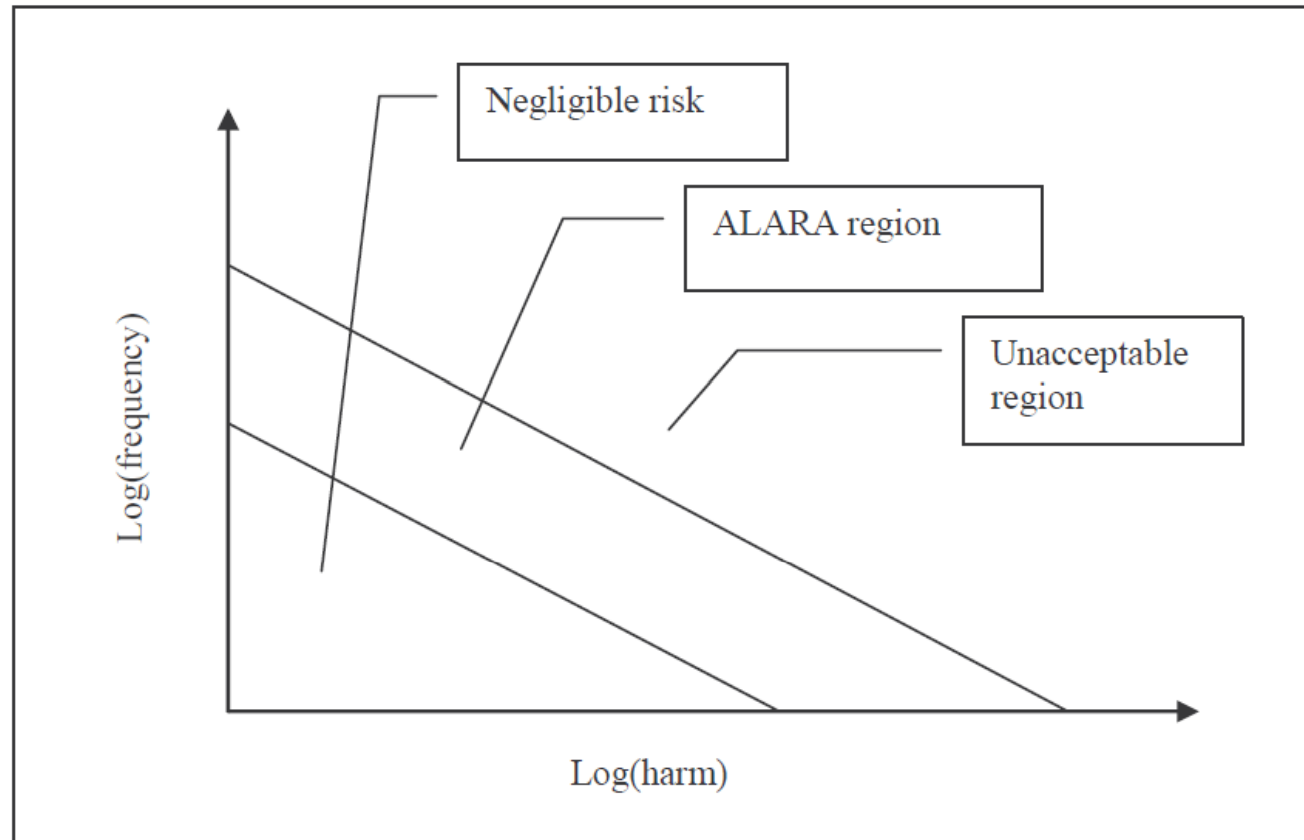 Negligible risk
ALARA region
Unacceptable
region
Log(frequency)
Log(harm)